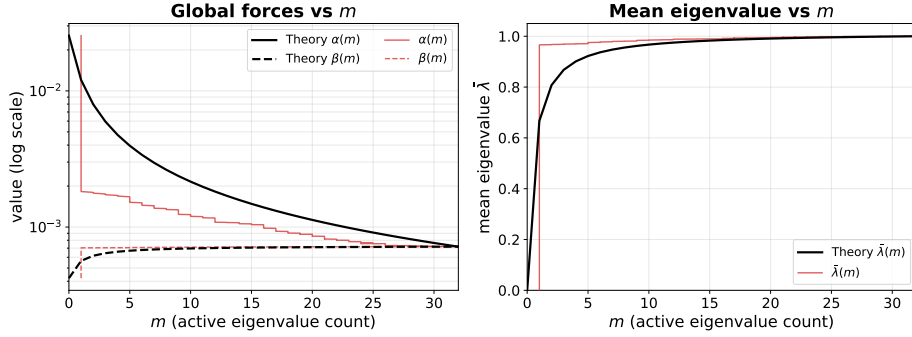 Global forces vs m
value (log scale)
10⁻²
10⁻³
Theory α(m)
Theory β(m)
α(m)
β(m)
0 5 10 15 20 25 30
m (active eigenvalue count)
Mean eigenvalue vs m
mean eigenvalue λ̄
1.0
0.8
0.6
0.4
0.2
0.0
Theory λ̄(m)
λ̄(m)
0 5 10 15 20 25 30
m (active eigenvalue count)